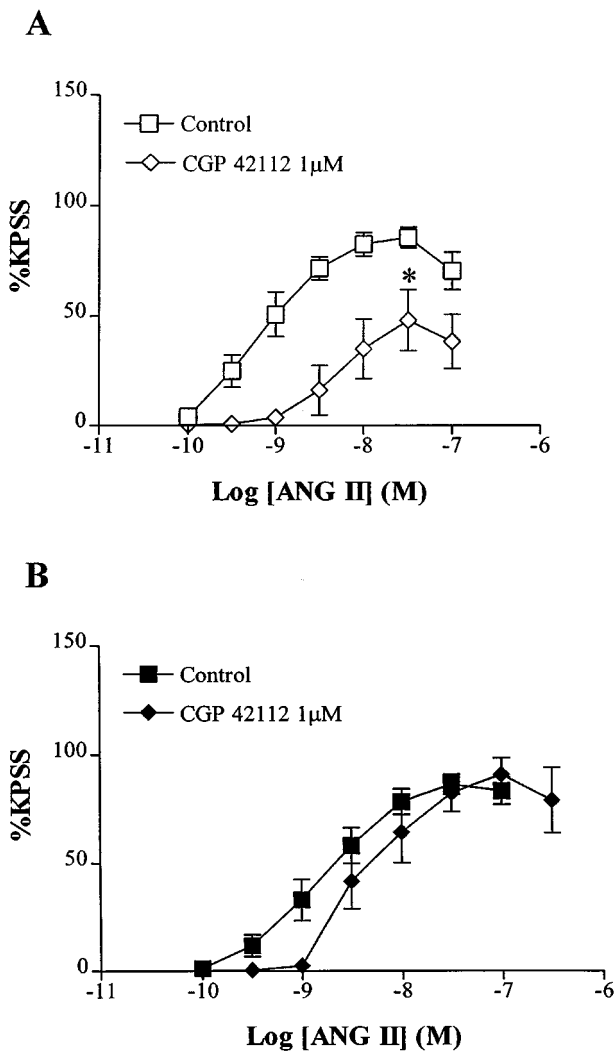 A
150
Control
CGP 42112 1μM
100
%KPSS
*
50
0
-11 -10 -9 -8 -7 -6
Log [ANG II] (M)
B
150
Control
CGP 42112 1μM
100
%KPSS
50
0
-11 -10 -9 -8 -7 -6
Log [ANG II] (M)